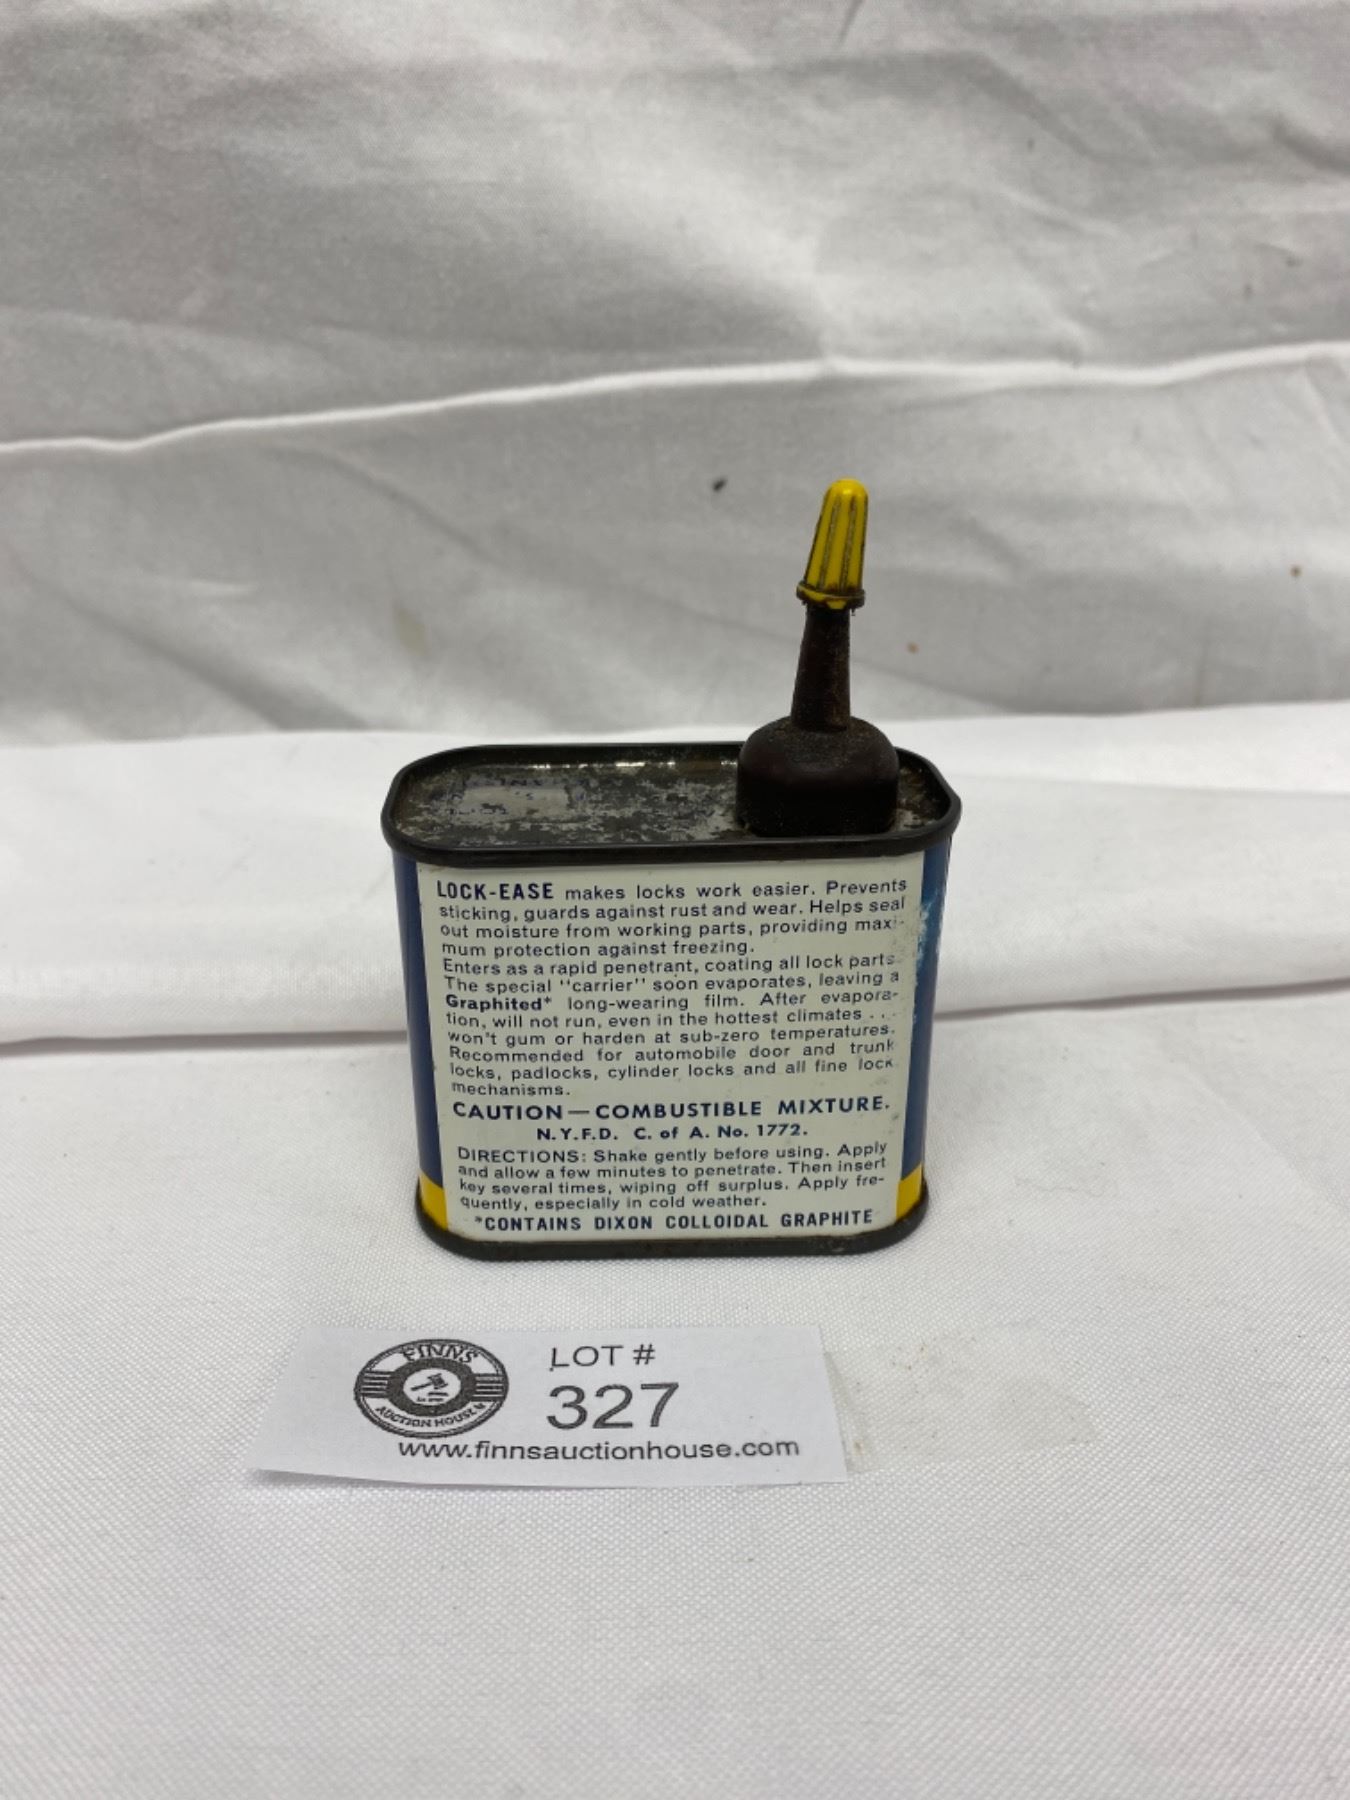 LOCK-EASE makes locks work easier. Prevents
sticking, guards against rust and wear. Helps seal
out moisture from working parts, providing maxi-
mum protection against freezing.
Enters as a rapid penetrant, coating all lock parts.
The special "carrier" soon evaporates, leaving a
Graphited* long-wearing film. After evapora-
tion, will not run, even in the hottest climates . . .
won't gum or harden at sub-zero temperatures.
Recommended for automobile door and trunk
locks, padlocks, cylinder locks and all fine lock
mechanisms.
CAUTION — COMBUSTIBLE MIXTURE.
N.Y.F.D. C. of A. No. 1772.
DIRECTIONS: Shake gently before using. Apply
and allow a few minutes to penetrate. Then insert
key several times, wiping off surplus. Apply fre-
quently, especially in cold weather.
*CONTAINS DIXON COLLOIDAL GRAPHITE
FINNS
AUCTION HOUSE
LOT #
327
www.finnsauctionhouse.com